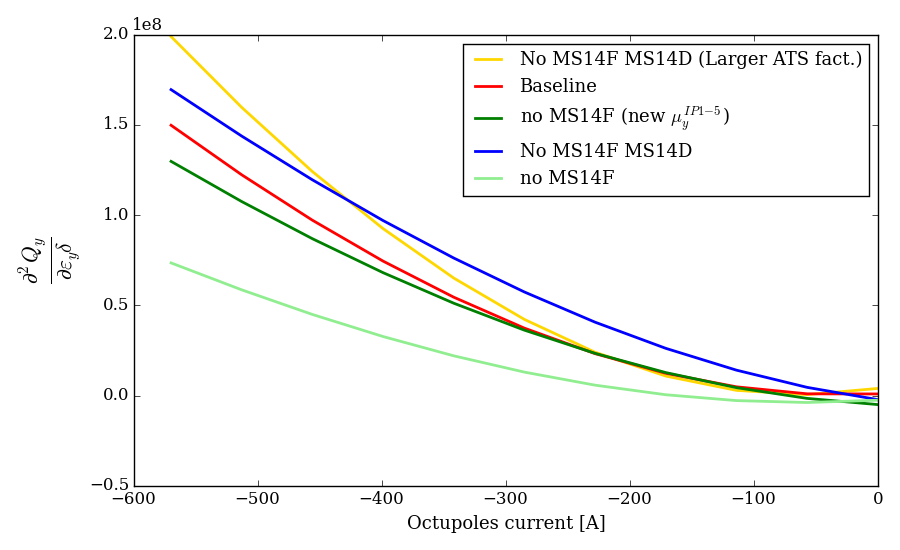 1e8
2.0
1.5
1.0
0.5
0.0
−0.5
−600
−500
−400
−300
−200
−100
0
Octupoles current [A]
∂² Q_y
∂ε_y δ
No MS14F MS14D (Larger ATS fact.)
Baseline
no MS14F (new μ_y^{IP1−5})
No MS14F MS14D
no MS14F